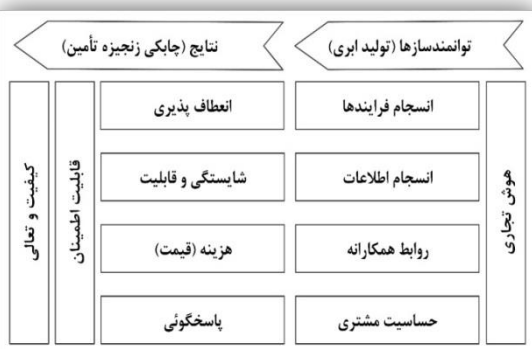 توانمندسازها (تولید ابری)
نتایج (چابکی زنجیزه تأمین)
هوش تجاری
انسجام فرایندها
انسجام اطلاعات
روابط همکارانه
حساسیت مشتری
انعطاف پذیری
شایستگی و قابلیت
هزینه (قیمت)
پاسخگوئی
قابلیت اطمینان
کیفیت و تعالی